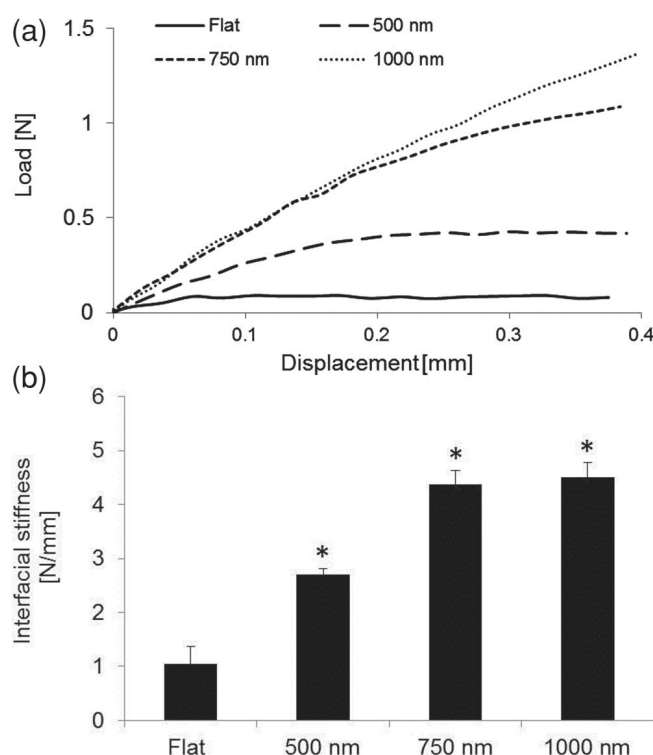 (a)
Flat
500 nm
750 nm
1000 nm
1.5
1
0.5
0
Load [N]
0
0.1
0.2
0.3
0.4
Displacement [mm]
(b)
6
5
4
3
2
1
0
Interfacial stiffness
[N/mm]
*
*
*
Flat
500 nm
750 nm
1000 nm